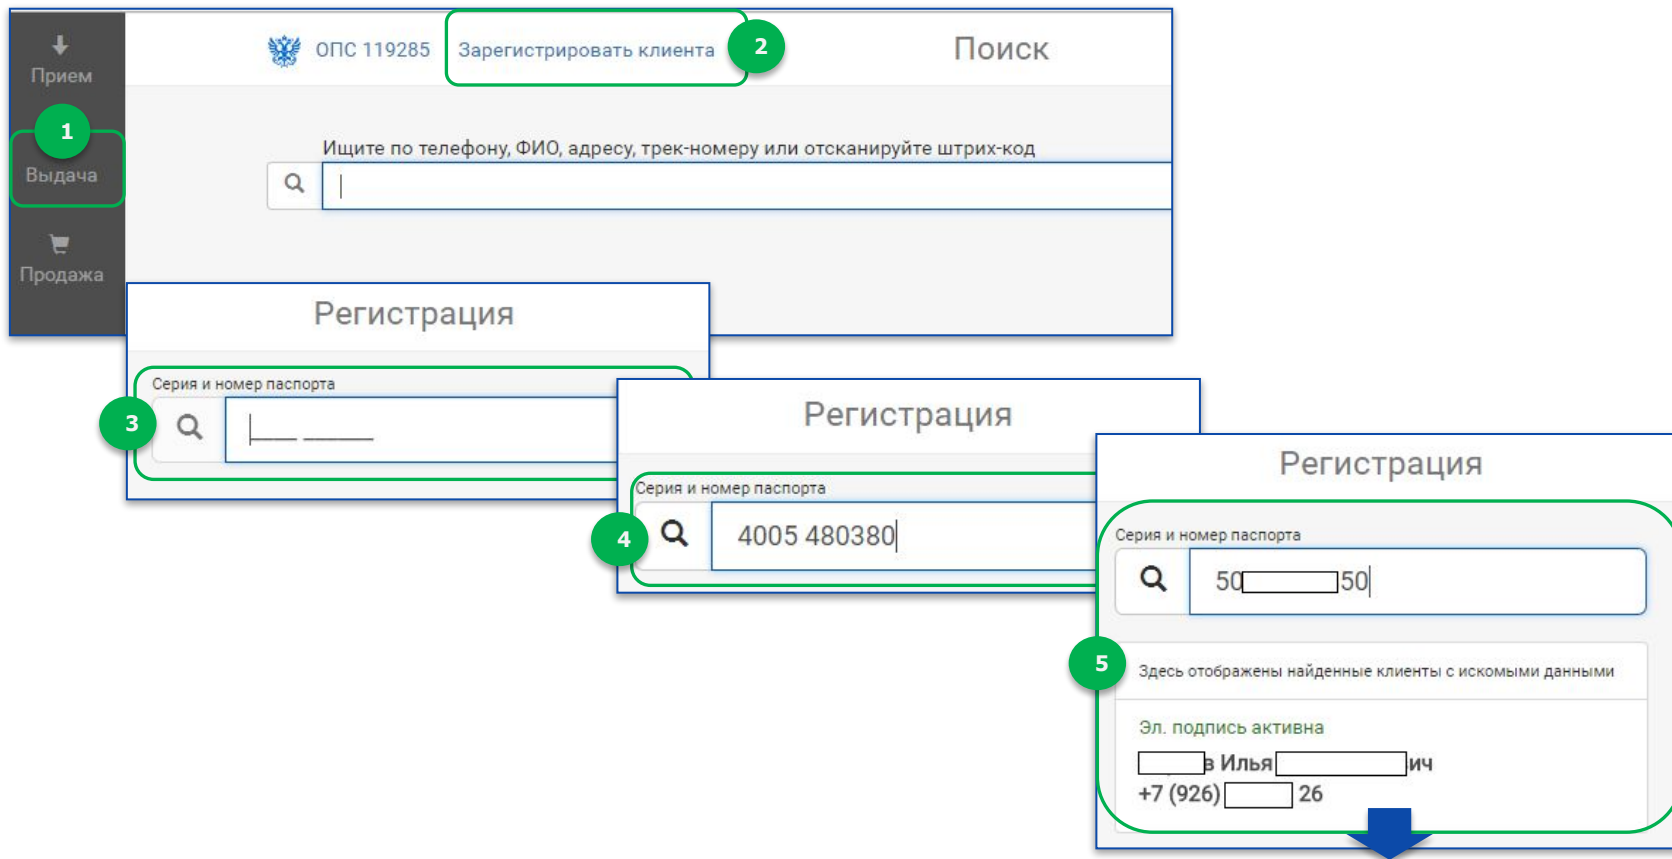 Прием
1
Выдача
Продажа
ОПС 119285
Зарегистрировать клиента
2
Поиск
Ищите по телефону, ФИО, адресу, трек-номеру или отсканируйте штрих-код
Регистрация
Серия и номер паспорта
3
Регистрация
Серия и номер паспорта
4
4005 480380
Регистрация
Серия и номер паспорта
50 50
5
Здесь отображены найденные клиенты с искомыми данными
Эл. подпись активна
в Илья ич
+7 (926) 26